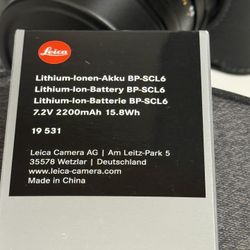 Leica
Lithium-Ionen-Akku BP-SCL6
Lithium-Ion-Battery BP-SCL6
Lithium-Ion-Batterie BP-SCL6
7.2V 2200mAh 15.8Wh
19 531
Leica Camera AG | Am Leitz-Park 5
35578 Wetzlar | Deutschland
www.leica-camera.com
Made in China